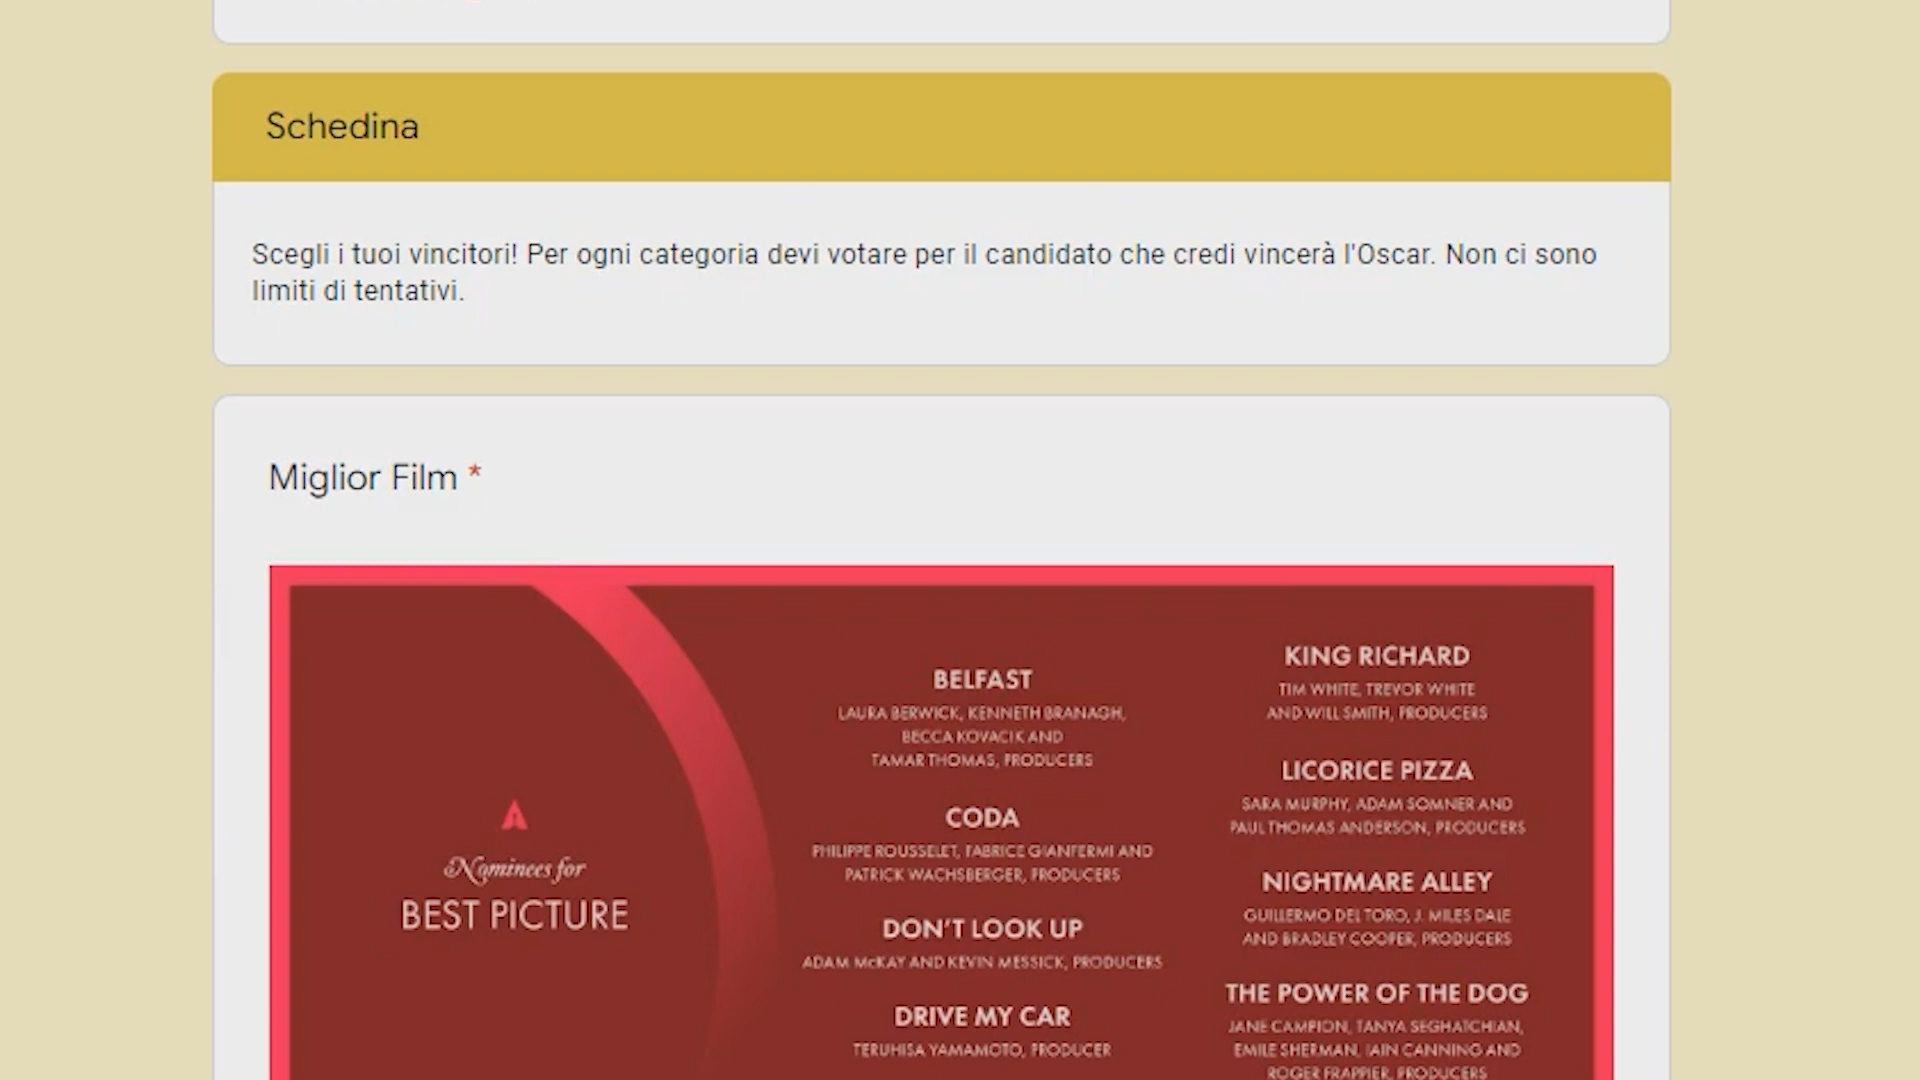 Schedina
Scegli i tuoi vincitori! Per ogni categoria devi votare per il candidato che credi vincerà l'Oscar. Non ci sono
limiti di tentativi.
Miglior Film *
Nominees for
BEST PICTURE
BELFAST
LAURA BERWICK, KENNETH BRANAGH,
BECCA KOVACIK AND
TAMAR THOMAS, PRODUCERS
CODA
PHILIPPE ROUSSELET, FABRICE GIANFERMI AND
PATRICK WACHSBERGER, PRODUCERS
DON'T LOOK UP
ADAM McKAY AND KEVIN MESSICK, PRODUCERS
DRIVE MY CAR
TERUHISA YAMAMOTO, PRODUCER
KING RICHARD
TIM WHITE, TREVOR WHITE
AND WILL SMITH, PRODUCERS
LICORICE PIZZA
SARA MURPHY, ADAM SOMNER AND
PAUL THOMAS ANDERSON, PRODUCERS
NIGHTMARE ALLEY
GUILLERMO DEL TORO, J. MILES DALE
AND BRADLEY COOPER, PRODUCERS
THE POWER OF THE DOG
JANE CAMPION, TANYA SEGHATCHIAN,
EMILE SHERMAN, IAIN CANNING AND
ROGER FRAPPIER, PRODUCERS